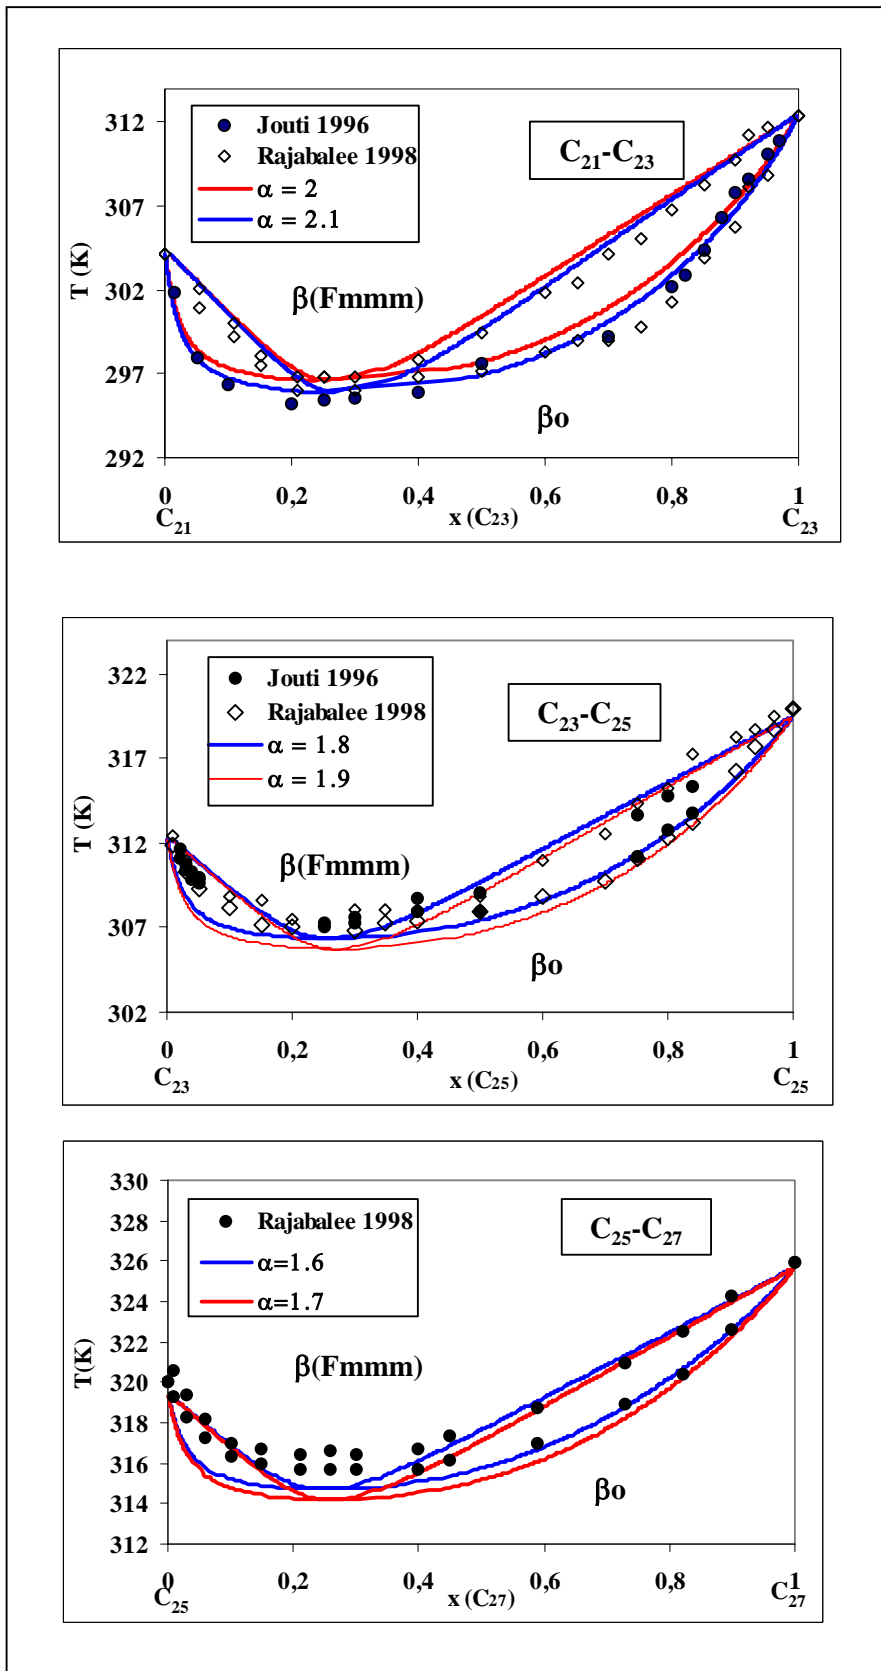 312
307
302
297
292
T (K)
Jouti 1996
Rajabalee 1998
α = 2
α = 2.1
C21-C23
β(Fmmm)
βo
0 0,2 0,4 0,6 0,8 1
C21 x (C23) C23
322
317
312
307
302
T (K)
Jouti 1996
Rajabalee 1998
α = 1.8
α = 1.9
C23-C25
β(Fmmm)
βo
0 0,2 0,4 0,6 0,8 1
C23 x (C25) C25
330
328
326
324
322
320
318
316
314
312
T(K)
Rajabalee 1998
α=1.6
α=1.7
C25-C27
β(Fmmm)
βo
0 0,2 0,4 0,6 0,8 1
C25 x (C27) C27